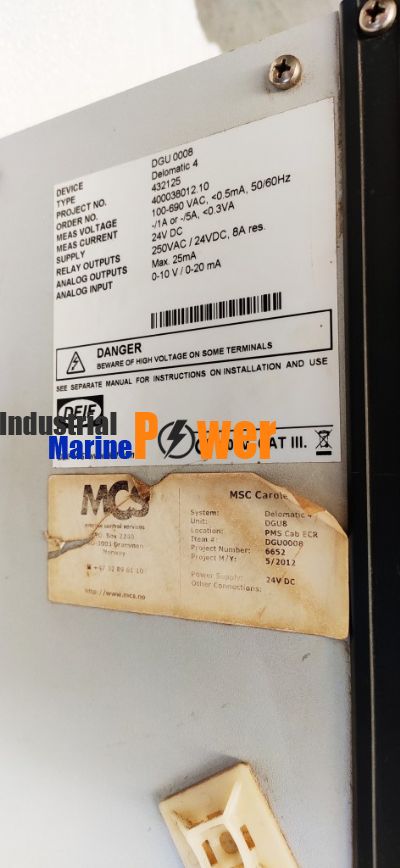 DEVICE DGU 0008
TYPE Delomatic 4
PROJECT NO. 432125
ORDER NO. 400038012.10
MEAS VOLTAGE 100-690 VAC, <0.5mA, 50/60Hz
MEAS CURRENT -/1A or -/5A, <0.3VA
SUPPLY 24V DC
RELAY OUTPUTS 250VAC / 24VDC, 8A res.
ANALOG OUTPUTS Max. 25mA
ANALOG INPUT 0-10 V / 0-20 mA
DANGER
BEWARE OF HIGH VOLTAGE ON SOME TERMINALS
SEE SEPARATE MANUAL FOR INSTRUCTIONS ON INSTALLATION AND USE
DEIF
CAT III.
Industrial
Marine Power
MCS
control services
P.O. Box 2200
Drammen
Norway
http://www.mcs.no
MSC Carole
System: Delomatic 4
Unit: DGU8
Location: PMS Cab ECR
Item #: DGU0008
Project Number: 6652
Project M/Y: 5/2012
Power Supply: 24V DC
Other Connections: